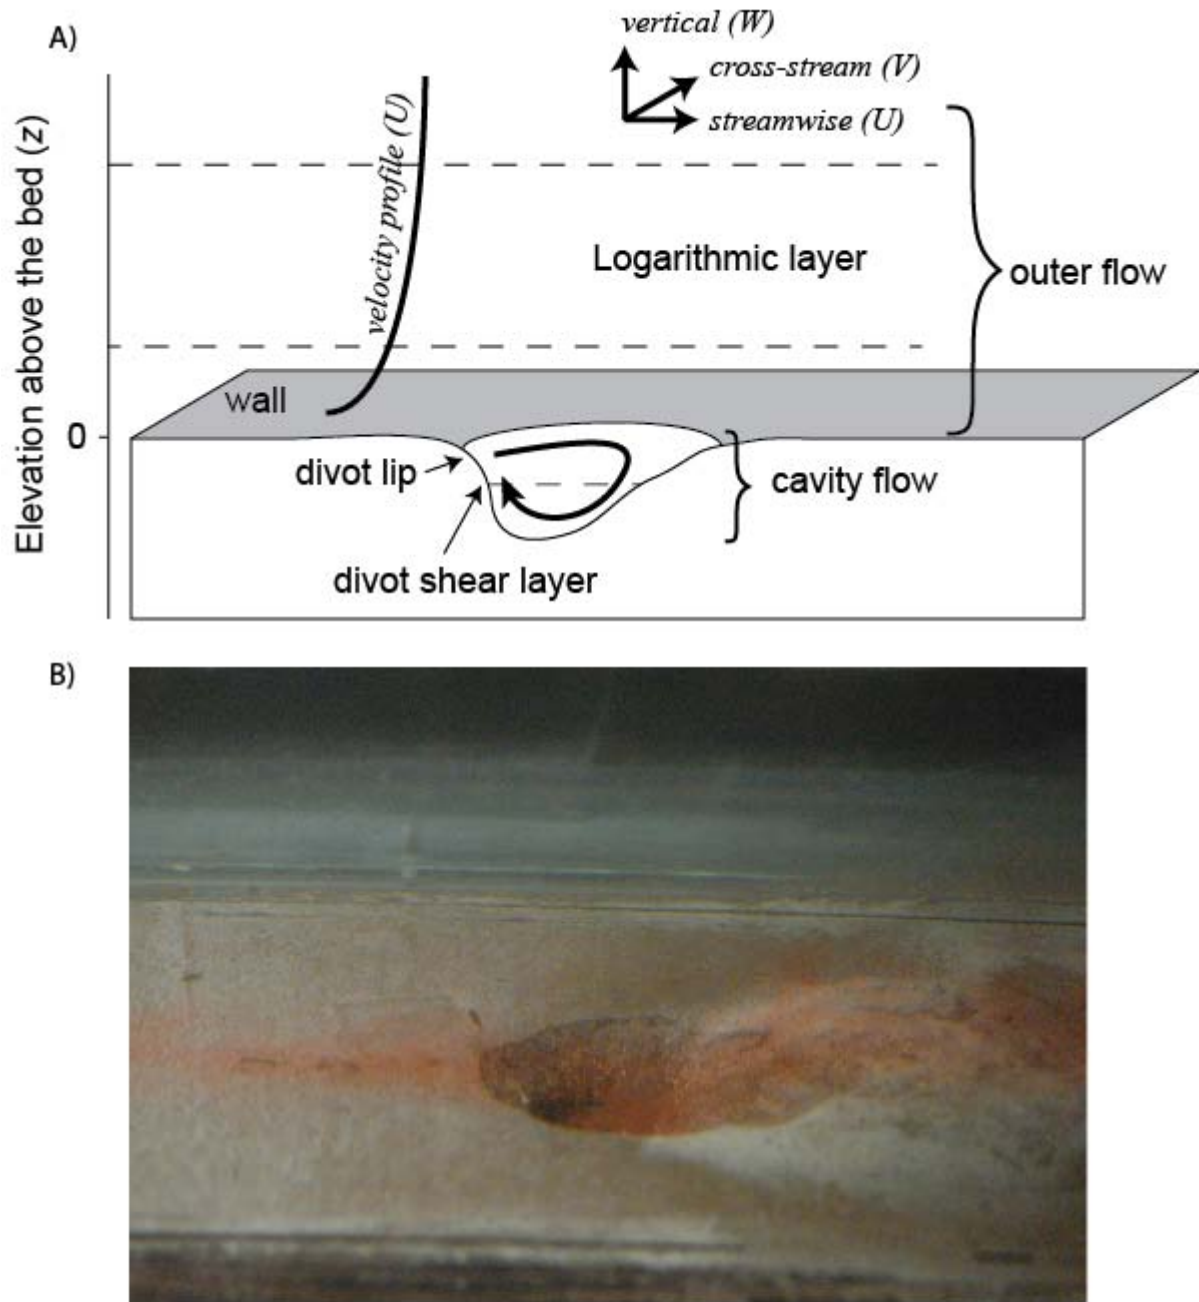 A)
vertical (W)
cross-stream (V)
streamwise (U)
Elevation above the bed (z)
velocity profile (U)
Logarithmic layer
outer flow
wall
0
divot lip
cavity flow
divot shear layer
B)